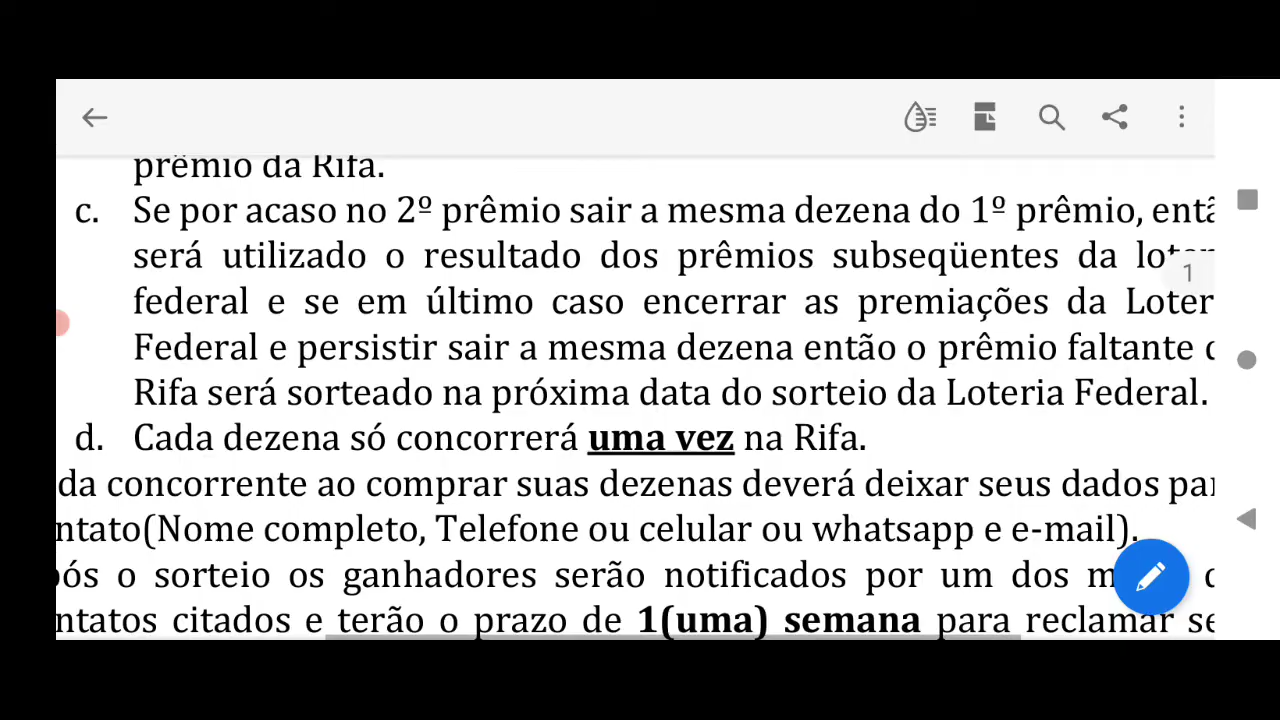 prêmio da Rifa.
c. Se por acaso no 2º prêmio sair a mesma dezena do 1º prêmio, entã
será utilizado o resultado dos prêmios subseqüentes da
1
federal e se em último caso encerrar as premiações da Loter
Federal e persistir sair a mesma dezena então o prêmio faltante
Rifa será sorteado na próxima data do sorteio da Loteria Federal.
d. Cada dezena só concorrerá uma vez na Rifa.
da concorrente ao comprar suas dezenas deverá deixar seus dados par
ntato(Nome completo, Telefone ou celular ou whatsapp e e-mail).
ós o sorteio os ganhadores serão notificados por um dos
ntatos citados e terão o prazo de 1(uma) semana para reclamar se